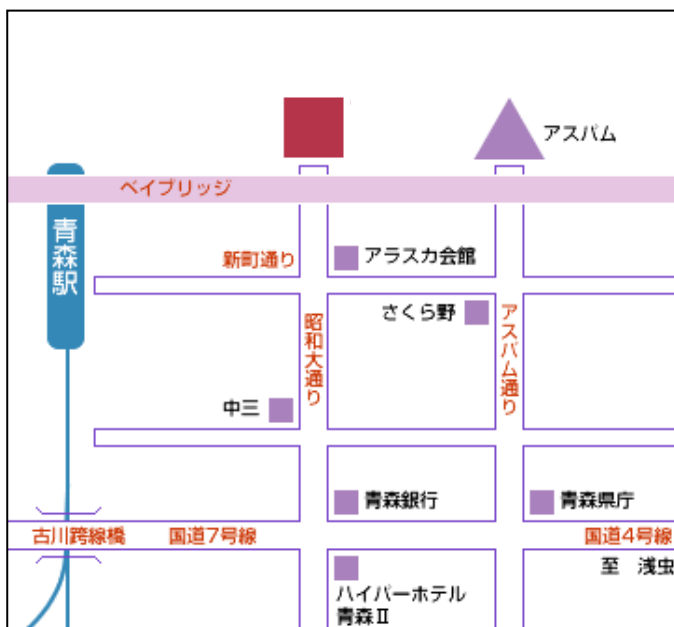 アスパム
ベイブリッジ
青森駅
新町通り
アラスカ会館
さくら野
昭和大通り
アスパム通り
中三
青森銀行
青森県庁
古川跨線橋
国道7号線
国道4号線
至 浅虫
ハイパーホテル
青森Ⅱ